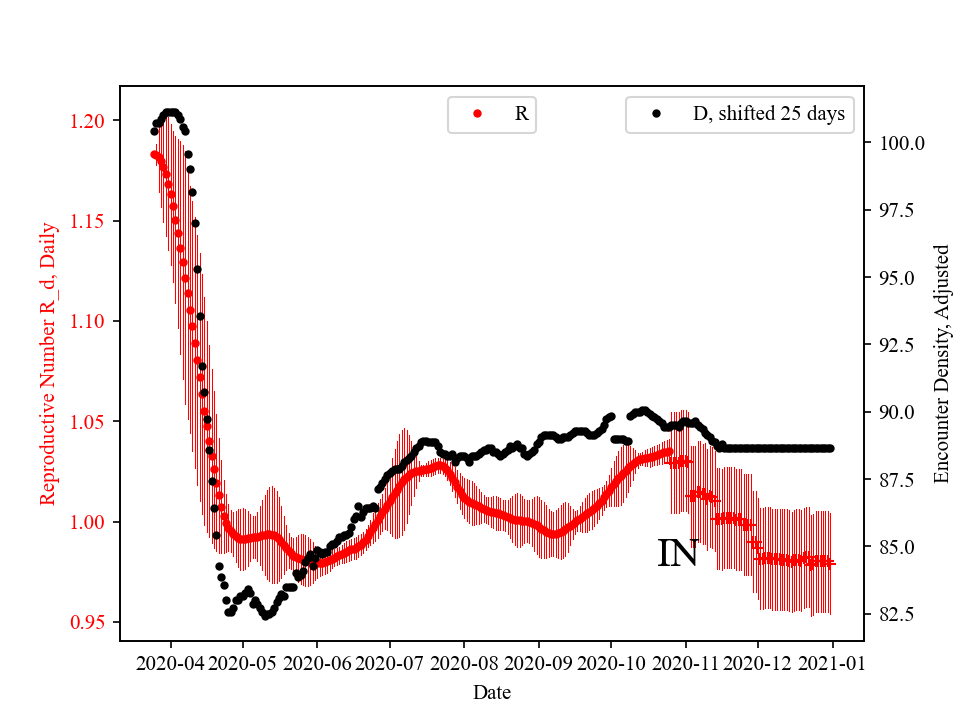 R
D, shifted 25 days
1.20
1.15
1.10
1.05
1.00
0.95
Reproductive Number R_d, Daily
100.0
97.5
95.0
92.5
90.0
87.5
85.0
82.5
Encounter Density, Adjusted
IN
2020-04 2020-05 2020-06 2020-07 2020-08 2020-09 2020-10 2020-11 2020-12 2021-01
Date